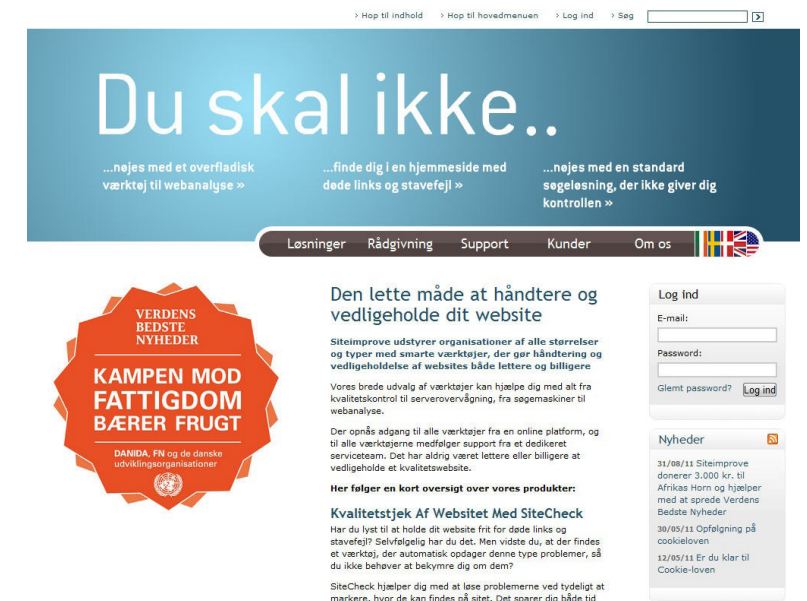 Hop til indhold Hop til hovedmenuen Log ind Søg
Du skal ikke..
...nøjes med et overfladisk
værktøj til webanalyse »
...finde dig i en hjemmeside med
døde links og stavefejl »
...nøjes med en standard
søgeløsning, der ikke giver dig
kontrollen »
Løsninger Rådgivning Support Kunder Om os
VERDENS
BEDSTE
NYHEDER
KAMPEN MOD
FATTIGDOM
BÆRER FRUGT
DANIDA, FN og de danske
udviklingsorganisationer
Den lette måde at håndtere og
vedligeholde dit website
Siteimprove udstyrer organisationer af alle størrelser
og typer med smarte værktøjer, der gør håndtering og
vedligeholdelse af websites både lettere og billigere
Vores brede udvalg af værktøjer kan hjælpe dig med alt fra
kvalitetskontrol til serverovervågning, fra søgemaskiner til
webanalyse.
Der opnås adgang til alle værktøjer fra en online platform, og
til alle værktøjerne medfølger support fra et dedikeret
serviceteam. Det har aldrig været lettere eller billigere at
vedligeholde et kvalitetswebsite.
Her følger en kort oversigt over vores produkter:
Kvalitetstjek Af Websitet Med SiteCheck
Har du lyst til at holde dit website frit for døde links og
stavefejl? Selvfølgelig har du det. Men vidste du, at der findes
et værktøj, der automatisk opdager denne type problemer, så
du ikke behøver at bekymre dig om dem?
SiteCheck hjælper dig med at løse problemerne ved tydeligt at
markere, hvor de kan findes på sitet. Det sparer dig både tid
Log ind
E-mail:
Password:
Glemt password? Log ind
Nyheder
31/08/11 Siteimprove
donerer 3.000 kr. til
Afrikas Horn og hjælper
med at sprede Verdens
Bedste Nyheder
30/05/11 Opfølgning på
cookieloven
12/05/11 Er du klar til
Cookie-loven